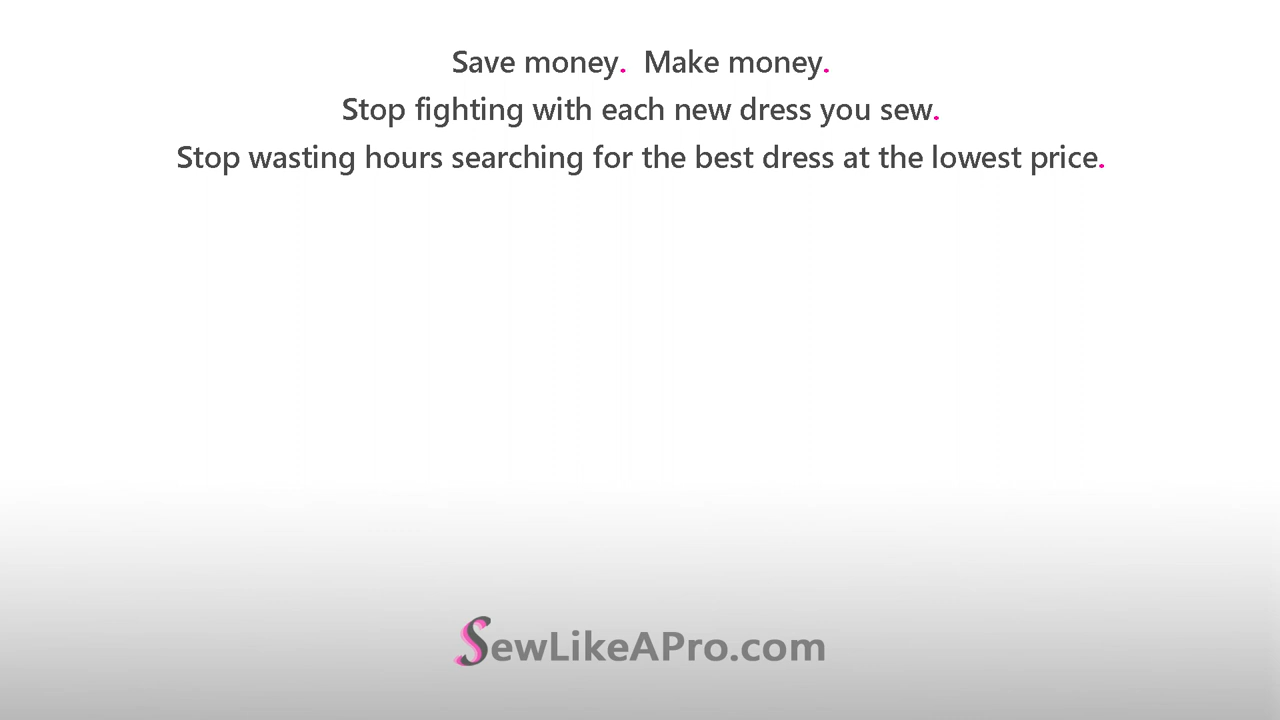 Save money.  Make money.
Stop fighting with each new dress you sew.
Stop wasting hours searching for the best dress at the lowest price.
SewLikeAPro.com